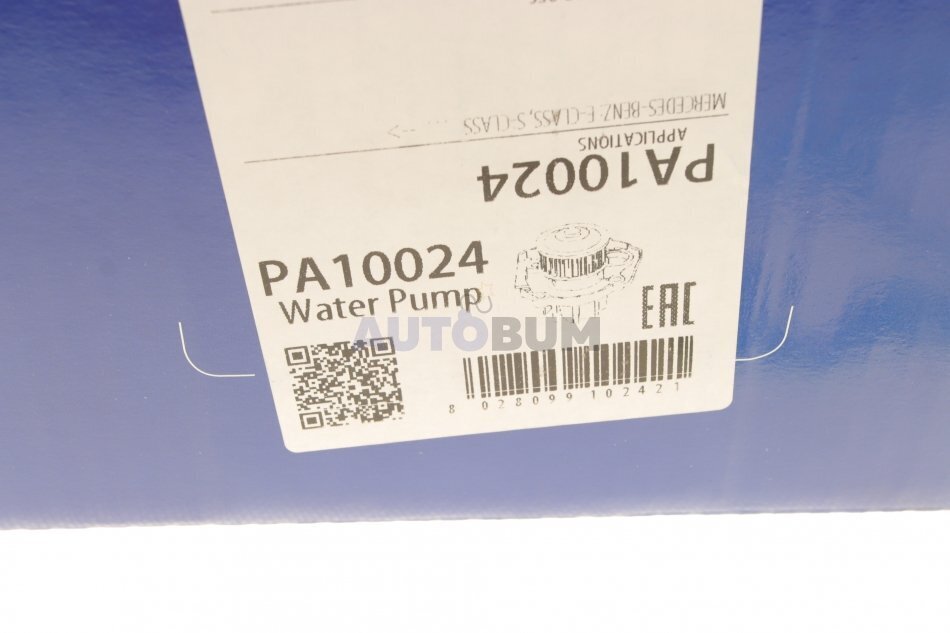 MERCEDES-BENZ: E-CLASS, S-CLASS ... -->
APPLICATIONS
PA10024
PA10024
Water Pump
EAC
AUTOBUM
8 028099 102421